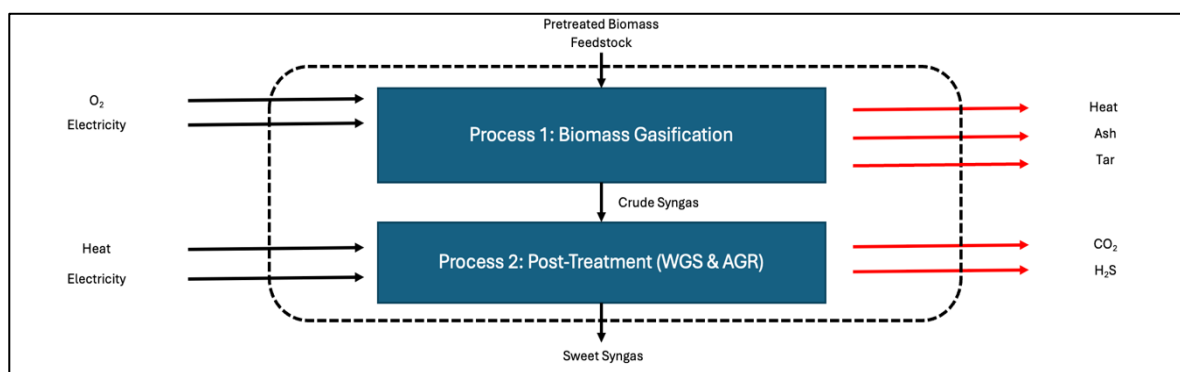 Pretreated Biomass
Feedstock
O₂
Electricity
Process 1: Biomass Gasification
Heat
Ash
Tar
Crude Syngas
Heat
Electricity
Process 2: Post-Treatment (WGS & AGR)
CO₂
H₂S
Sweet Syngas